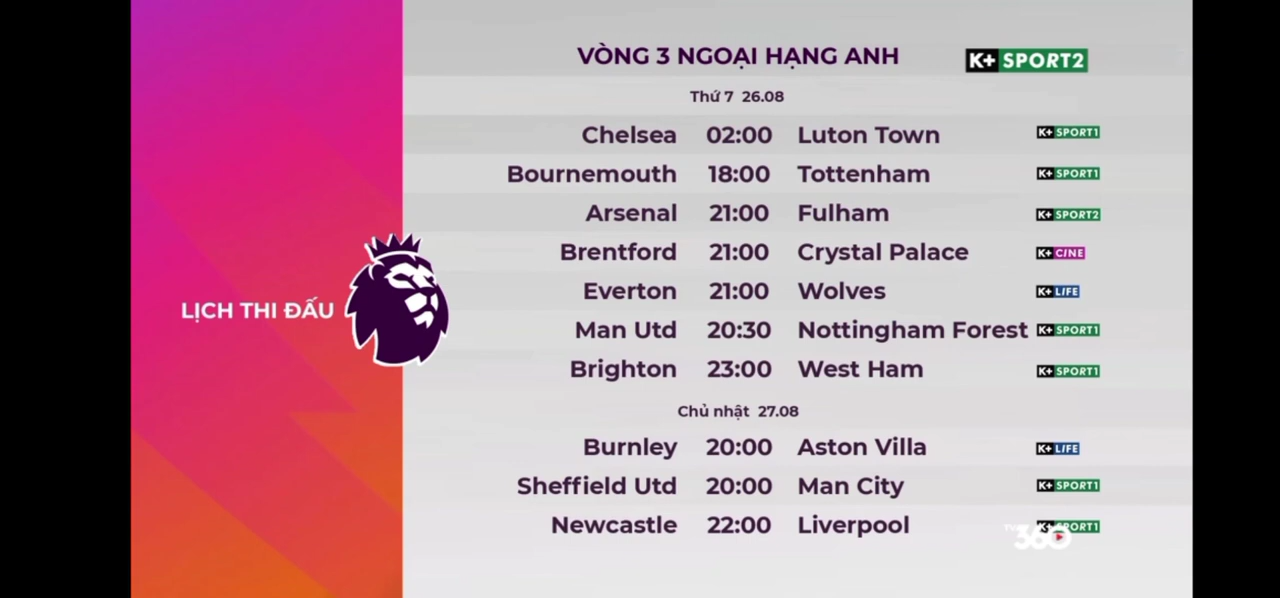 VÒNG 3 NGOẠI HẠNG ANH K+ SPORT2
Thứ 7 26.08
Chelsea 02:00 Luton Town K+ SPORT1
Bournemouth 18:00 Tottenham K+ SPORT1
Arsenal 21:00 Fulham K+ SPORT2
Brentford 21:00 Crystal Palace K+ CINE
Everton 21:00 Wolves K+ LIFE
LỊCH THI ĐẤU
Man Utd 20:30 Nottingham Forest K+ SPORT1
Brighton 23:00 West Ham K+ SPORT1
Chủ nhật 27.08
Burnley 20:00 Aston Villa K+ LIFE
Sheffield Utd 20:00 Man City K+ SPORT1
Newcastle 22:00 Liverpool K+ SPORT1
TV 360